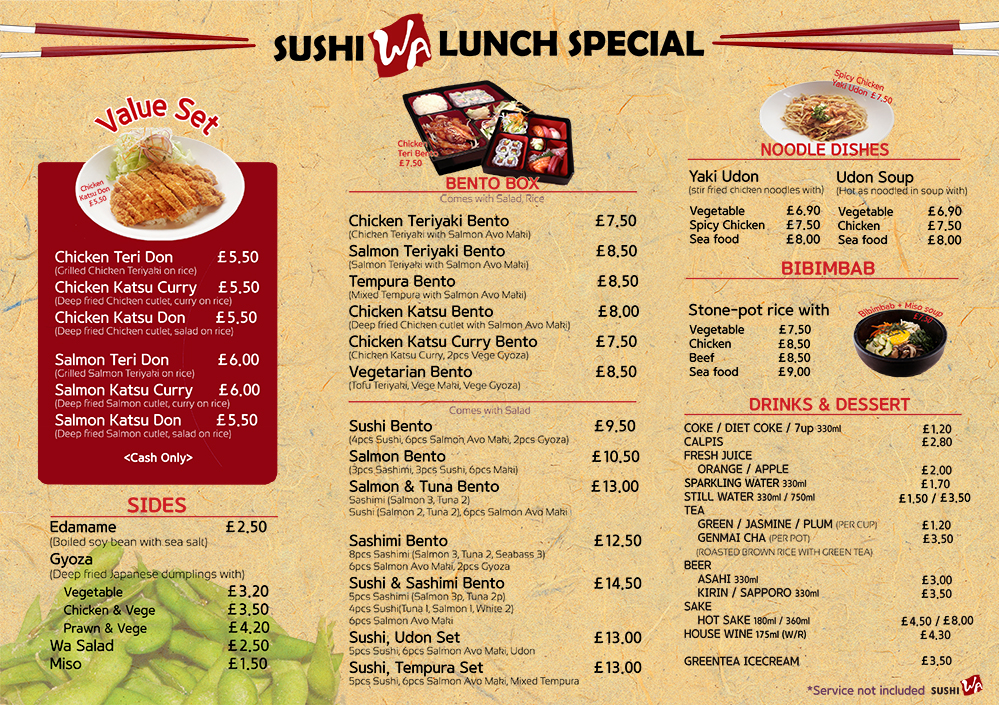 SUSHI WA LUNCH SPECIAL
Value Set
Chicken
Katsu Don
£5,50
Chicken Teri Don £5,50
(Grilled Chicken Teriyaki on rice)
Chicken Katsu Curry £5,50
(Deep fried Chicken cutlet, curry on rice)
Chicken Katsu Don £5,50
(Deep fried Chicken cutlet, salad on rice)
Salmon Teri Don £6,00
(Grilled Salmon Teriyaki on rice)
Salmon Katsu Curry £6,00
(Deep fried Salmon cutlet, curry on rice)
Salmon Katsu Don £5,50
(Deep fried Salmon cutlet, salad on rice)
<Cash Only>
SIDES
Edamame £2,50
(Boiled soy bean with sea salt)
Gyoza
(Deep fried Japanese dumplings with)
Vegetable £3,20
Chicken & Vege £3,50
Prawn & Vege £4,20
Wa Salad £2,50
Miso £1,50
Chicken
Teri Bento
£7,50
BENTO BOX
Comes with Salad, Rice
Chicken Teriyaki Bento £7,50
(Chicken Teriyaki with Salmon Avo Maki)
Salmon Teriyaki Bento £8,50
(Salmon Teriyaki with Salmon Avo Maki)
Tempura Bento £8,50
(Mixed Tempura with Salmon Avo Maki)
Chicken Katsu Bento £8,00
(Deep fried Chicken cutlet with Salmon Avo Maki)
Chicken Katsu Curry Bento £7,50
(Chicken Katsu Curry, 2pcs Vege Gyoza)
Vegetarian Bento £8,50
(Tofu Teriyaki, Vege Maki, Vege Gyoza)
Comes with Salad
Sushi Bento £9,50
(4pcs Sushi, 6pcs Salmon Avo Maki, 2pcs Gyoza)
Salmon Bento £10,50
(3pcs Sashimi, 3pcs Sushi, 6pcs Maki)
Salmon & Tuna Bento £13,00
Sashimi (Salmon 3, Tuna 2)
Sushi (Salmon 2, Tuna 2), 6pcs Salmon Avo Maki
Sashimi Bento £12,50
8pcs Sashimi (Salmon 3, Tuna 2, Seabass 3)
6pcs Salmon Avo Maki, 2pcs Gyoza
Sushi & Sashimi Bento £14,50
5pcs Sashimi (Salmon 3p, Tuna 2p)
4pcs Sushi(Tuna 1, Salmon 1, White 2)
6pcs Salmon Avo Maki
Sushi, Udon Set £13,00
5pcs Sushi, 6pcs Salmon Avo Maki, Udon
Sushi, Tempura Set £13,00
5pcs Sushi, 6pcs Salmon Avo Maki, Mixed Tempura
Spicy Chicken
Yaki Udon £7,50
NOODLE DISHES
Yaki Udon
(stir fried chicken noodles with)
Vegetable £6,90
Spicy Chicken £7,50
Sea food £8,00
Udon Soup
(Hot as noodled in soup with)
Vegetable £6,90
Chicken £7,50
Sea food £8,00
BIBIMBAB
Stone-pot rice with
Vegetable £7,50
Chicken £8,50
Beef £8,50
Sea food £9,00
Bibimbab + Miso soup
£7,50
DRINKS & DESSERT
COKE / DIET COKE / 7up 330ml £1,20
CALPIS £2,80
FRESH JUICE
ORANGE / APPLE £2,00
SPARKLING WATER 330ml £1,70
STILL WATER 330ml / 750ml £1,50 / £3,50
TEA
GREEN / JASMINE / PLUM (PER CUP) £1,20
GENMAI CHA (PER POT) £3,50
(ROASTED BROWN RICE WITH GREEN TEA)
BEER
ASAHI 330ml £3,00
KIRIN / SAPPORO 330ml £3,50
SAKE
HOT SAKE 180ml / 360ml £4,50 / £8,00
HOUSE WINE 175ml (W/R) £4,30
GREENTEA ICECREAM £3,50
*Service not included SUSHI WA